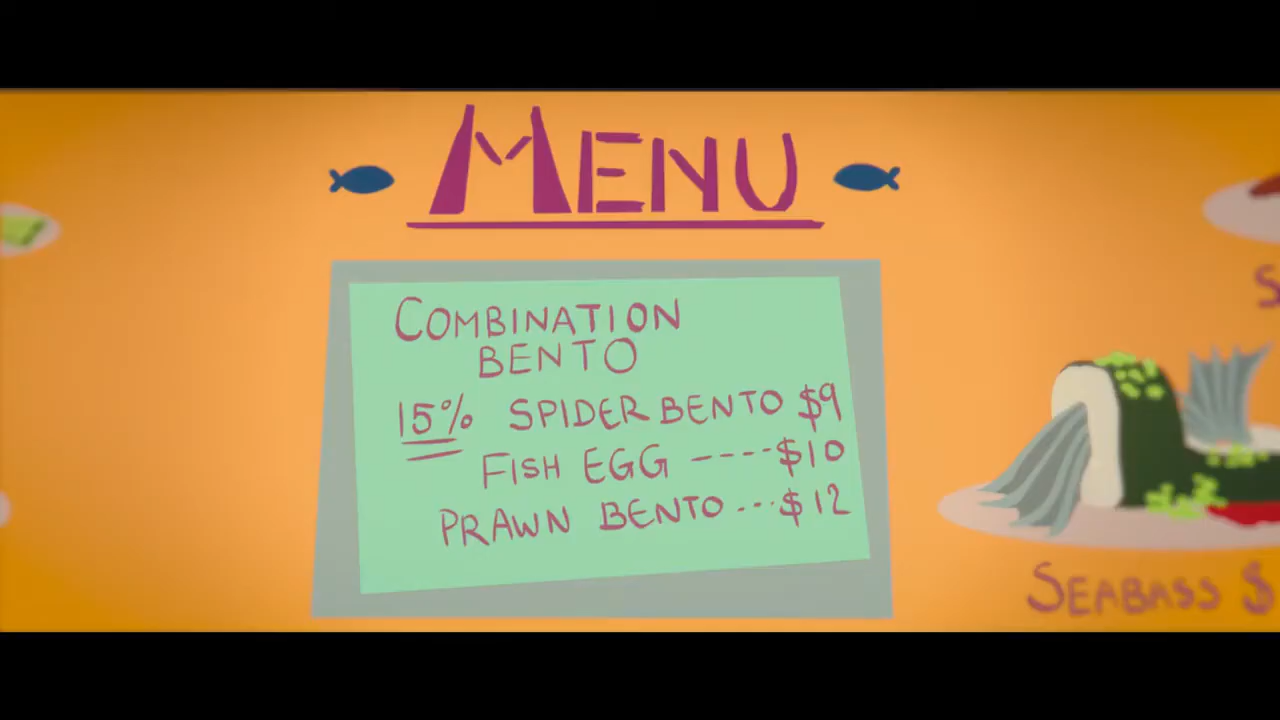 MENU
COMBINATION
BENTO
15% SPIDER BENTO $9
FISH EGG ----$10
PRAWN BENTO ...$12
SEABASS $